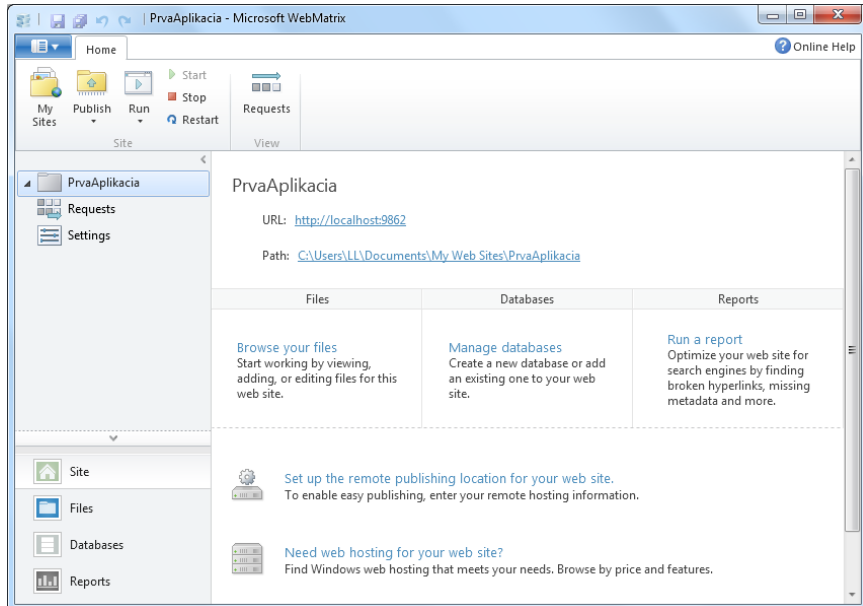 PrvaAplikacia - Microsoft WebMatrix
Home
Online Help
My Sites
Publish
Run
Start
Stop
Restart
Requests
Site
View
PrvaAplikacia
Requests
Settings
PrvaAplikacia
URL: http://localhost:9862
Path: C:\Users\LL\Documents\My Web Sites\PrvaAplikacia
Files
Databases
Reports
Browse your files
Start working by viewing,
adding, or editing files for this
web site.
Manage databases
Create a new database or add
an existing one to your web
site.
Run a report
Optimize your web site for
search engines by finding
broken hyperlinks, missing
metadata and more.
Set up the remote publishing location for your web site.
To enable easy publishing, enter your remote hosting information.
Need web hosting for your web site?
Find Windows web hosting that meets your needs. Browse by price and features.
Site
Files
Databases
Reports